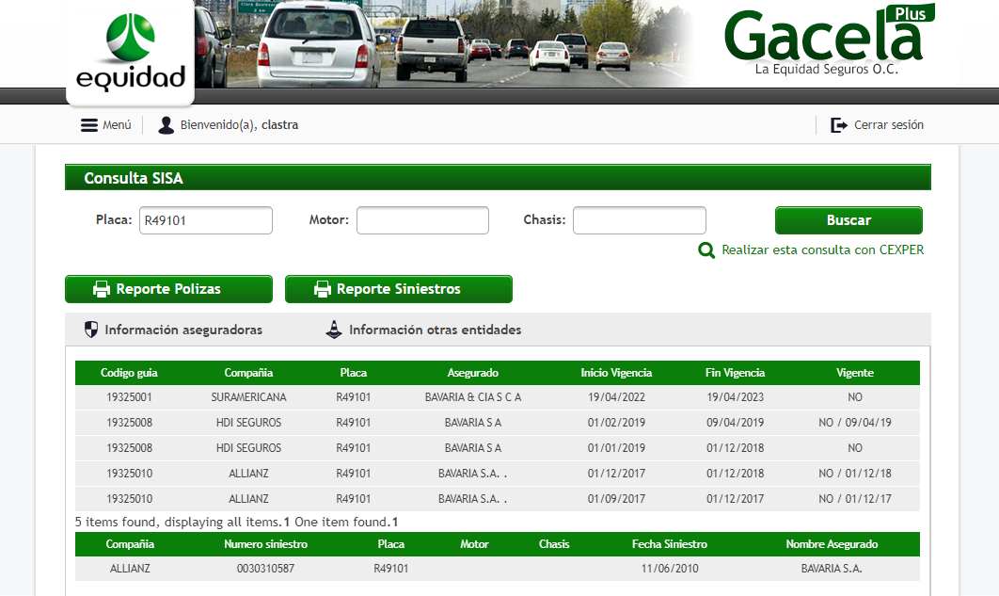 equidad
Gacela Plus
La Equidad Seguros O.C.
Menú Bienvenido(a), clastra Cerrar sesión
Consulta SISA
Placa: R49101 Motor: Chasis: Buscar
Realizar esta consulta con CEXPER
Reporte Polizas Reporte Siniestros
Información aseguradoras Información otras entidades
Codigo guia Compañia Placa Asegurado Inicio Vigencia Fin Vigencia Vigente
19325001 SURAMERICANA R49101 BAVARIA & CIA S C A 19/04/2022 19/04/2023 NO
19325008 HDI SEGUROS R49101 BAVARIA S A 01/02/2019 09/04/2019 NO / 09/04/19
19325008 HDI SEGUROS R49101 BAVARIA S A 01/01/2019 01/12/2018 NO
19325010 ALLIANZ R49101 BAVARIA S.A. . 01/12/2017 01/12/2018 NO / 01/12/18
19325010 ALLIANZ R49101 BAVARIA S.A. . 01/09/2017 01/12/2017 NO / 01/12/17
5 items found, displaying all items.1 One item found.1
Compañia Numero siniestro Placa Motor Chasis Fecha Siniestro Nombre Asegurado
ALLIANZ 0030310587 R49101 11/06/2010 BAVARIA S.A.